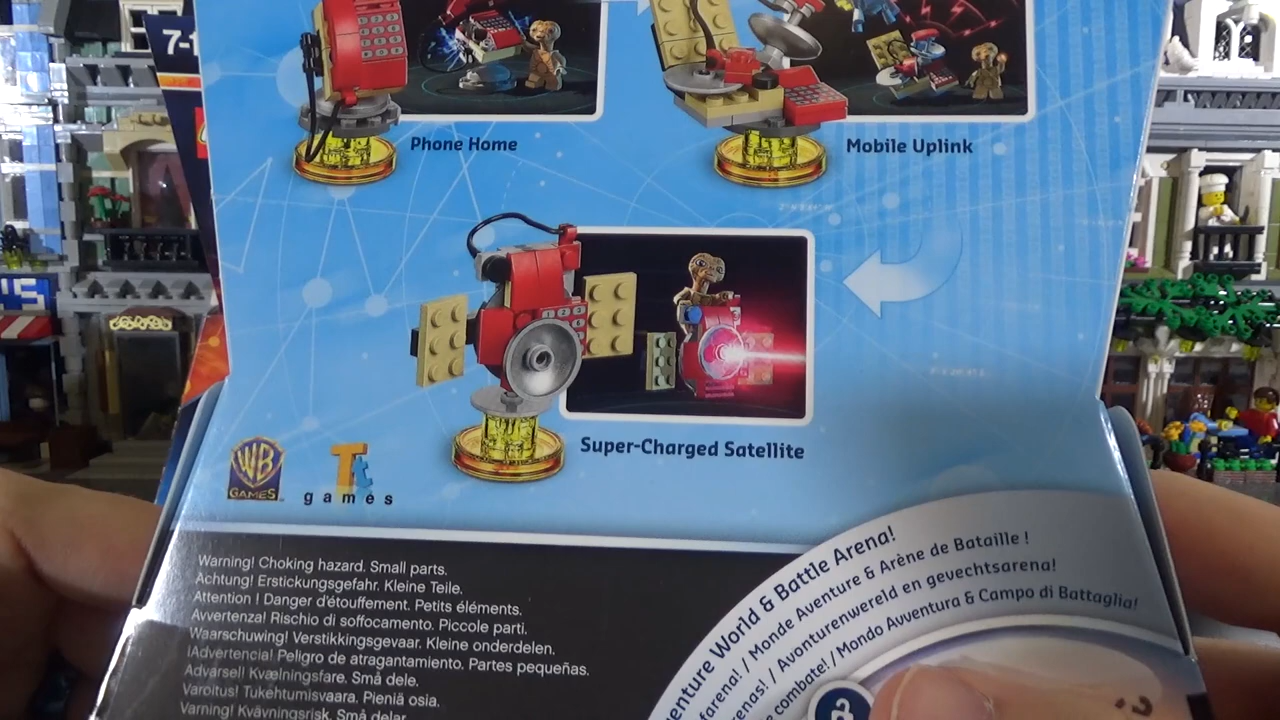 7-1
Phone Home
Mobile Uplink
Super-Charged Satellite
WB
GAMES
Tt
games
Warning! Choking hazard. Small parts.
Achtung! Erstickungsgefahr. Kleine Teile.
Attention ! Danger d'étouffement. Petits éléments.
Avvertenza! Rischio di soffocamento. Piccole parti.
Waarschuwing! Verstikkingsgevaar. Kleine onderdelen.
¡Advertencia! Peligro de atragantamiento. Partes pequeñas.
Advarsel! Kvælningsfare. Små dele.
Varoitus! Tukehtumisvaara. Pieniä osia.
Varning! Kvävningsrisk. Små delar
World & Battle Arena!
/ Monde Aventure & Arène de Bataille !
/ Avonturenwereld en gevechtsarena!
combate! / Mondo Avventura & Campo di Battaglia!